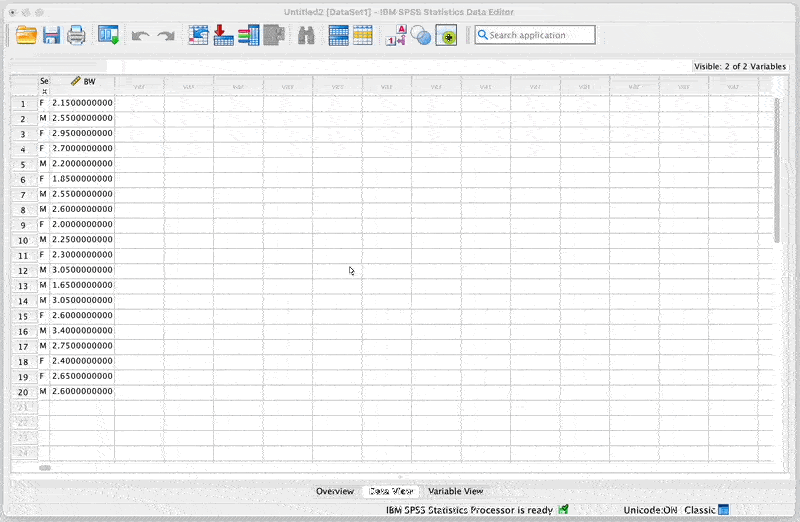 Untitled2 [DataSet1] - IBM SPSS Statistics Data Editor
Search application
Visible: 2 of 2 Variables
Se
x BW var var var var var var var var var var var var var
1 F 2.1500000000
2 M 2.5500000000
3 F 2.9500000000
4 F 2.7000000000
5 M 2.2000000000
6 F 1.8500000000
7 M 2.5500000000
8 M 2.6000000000
9 F 2.0000000000
10 M 2.2500000000
11 F 2.3000000000
12 M 3.0500000000
13 M 1.6500000000
14 M 3.0500000000
15 F 2.6000000000
16 M 3.4000000000
17 M 2.7500000000
18 F 2.4000000000
19 F 2.6500000000
20 M 2.6000000000
21
22
23
24
Overview Data View Variable View
IBM SPSS Statistics Processor is ready Unicode:ON Classic